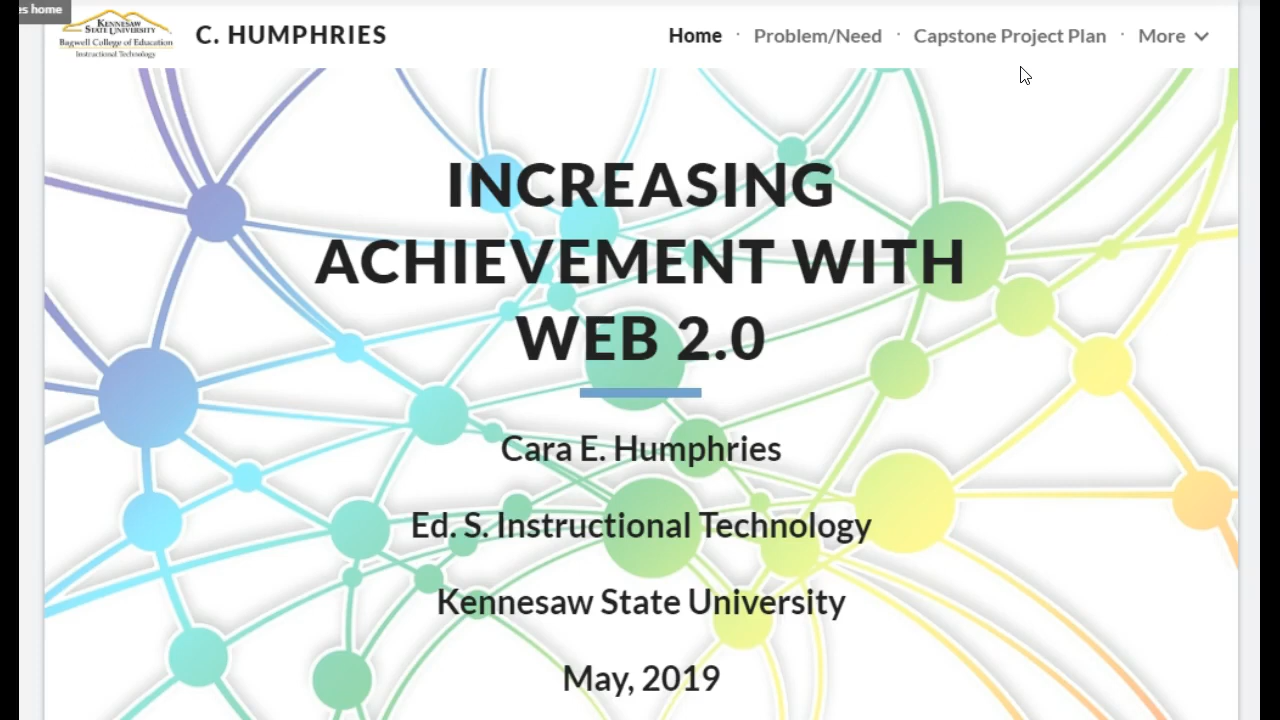 es home
KENNESAW
STATE UNIVERSITY
Bagwell College of Education
Instructional Technology
C. HUMPHRIES
Home · Problem/Need · Capstone Project Plan · More
INCREASING
ACHIEVEMENT WITH
WEB 2.0
Cara E. Humphries
Ed. S. Instructional Technology
Kennesaw State University
May, 2019